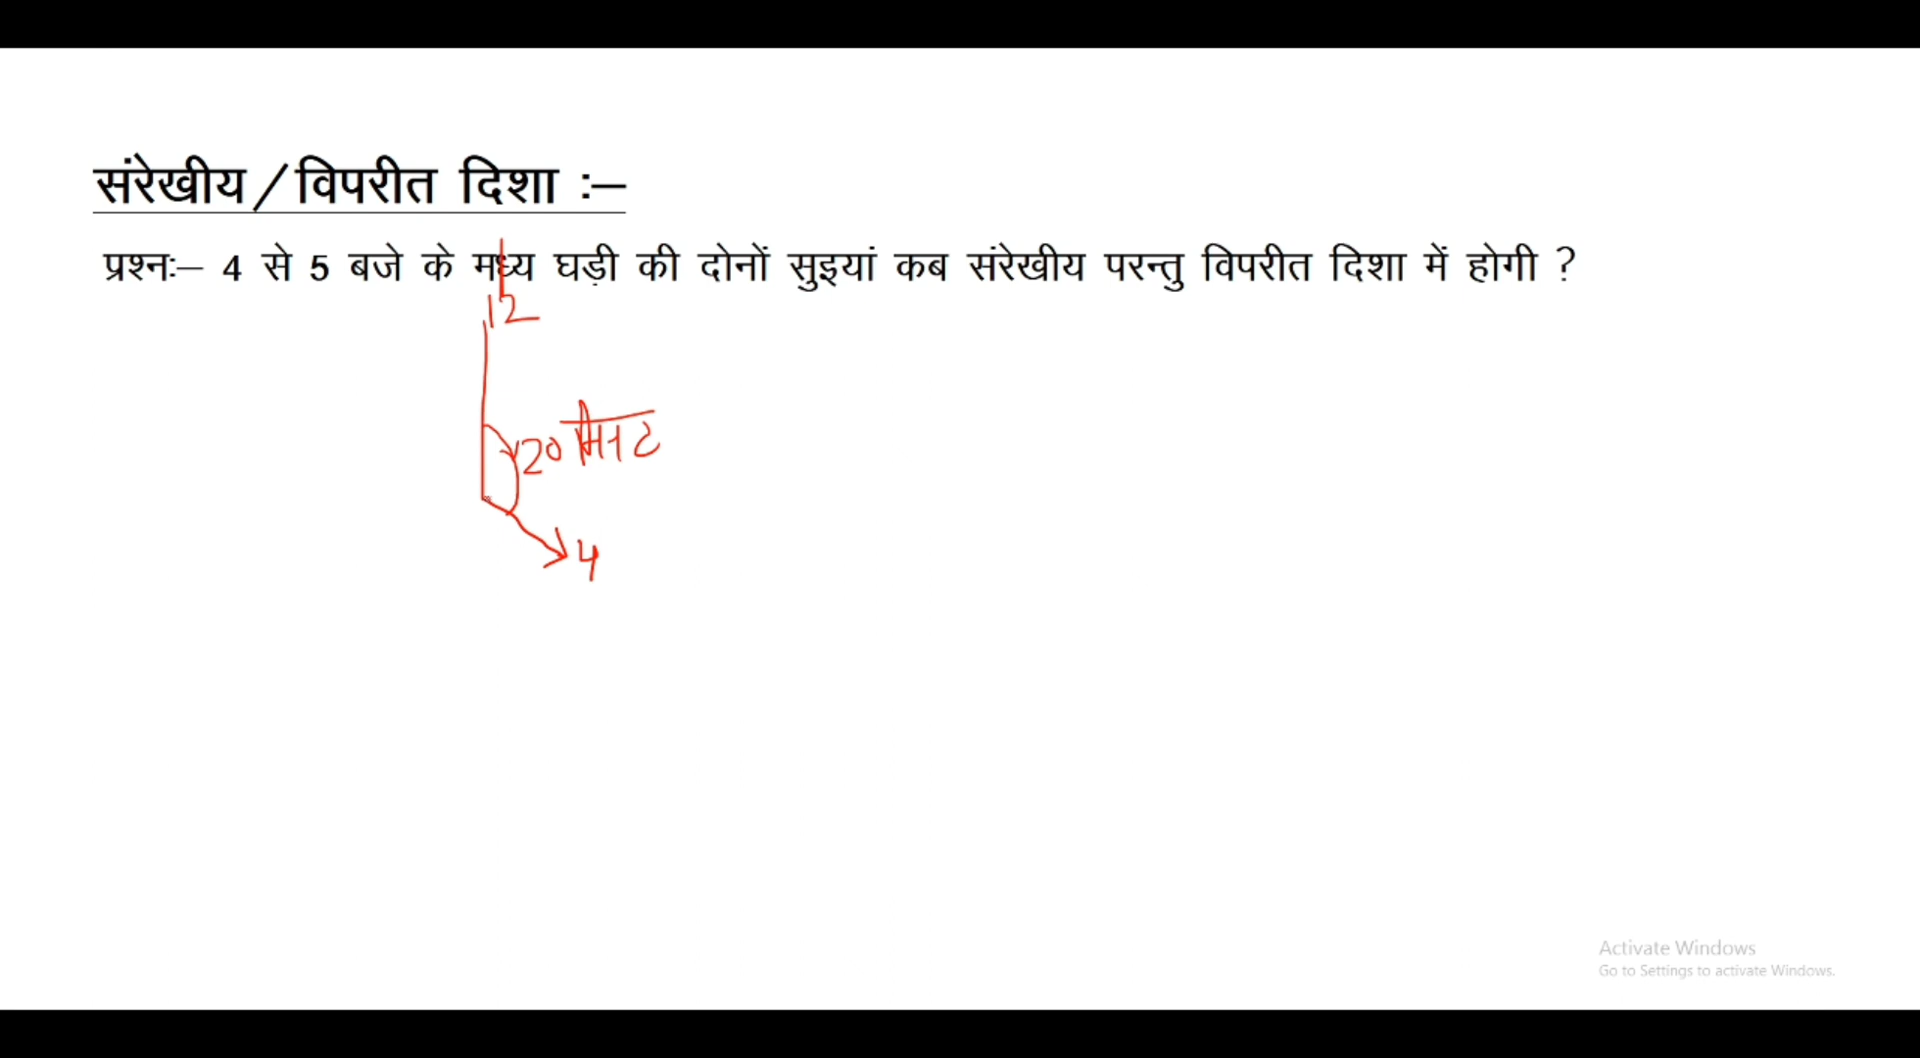 संरेखीय/विपरीत दिशा :–
प्रश्नः– 4 से 5 बजे के मध्य घड़ी की दोनों सुइयां कब संरेखीय परन्तु विपरीत दिशा में होगी ?
12
20
4
Activate Windows
Go to Settings to activate Windows.